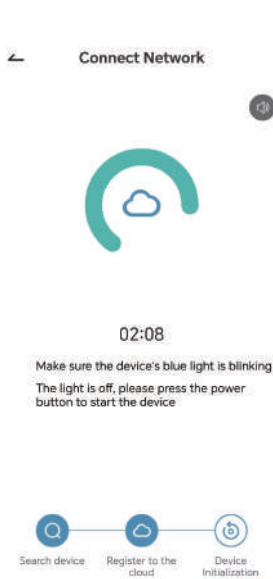 Connect Network
02:08
Make sure the device's blue light is blinking
The light is off, please press the power
button to start the device
Search device
Register to the
cloud
Device
Initialization